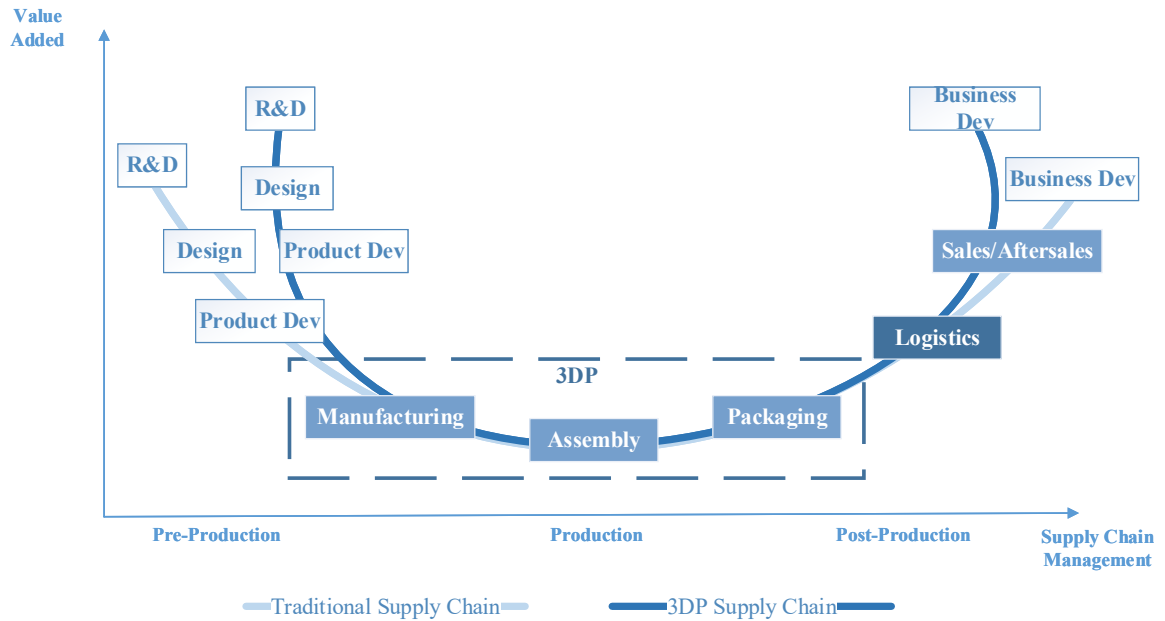 Value
Added
R&D
Business
Dev
R&D
Design
Business Dev
Design
Product Dev
Sales/Aftersales
Product Dev
Logistics
3DP
Manufacturing
Assembly
Packaging
Pre-Production
Production
Post-Production
Supply Chain
Management
Traditional Supply Chain
3DP Supply Chain